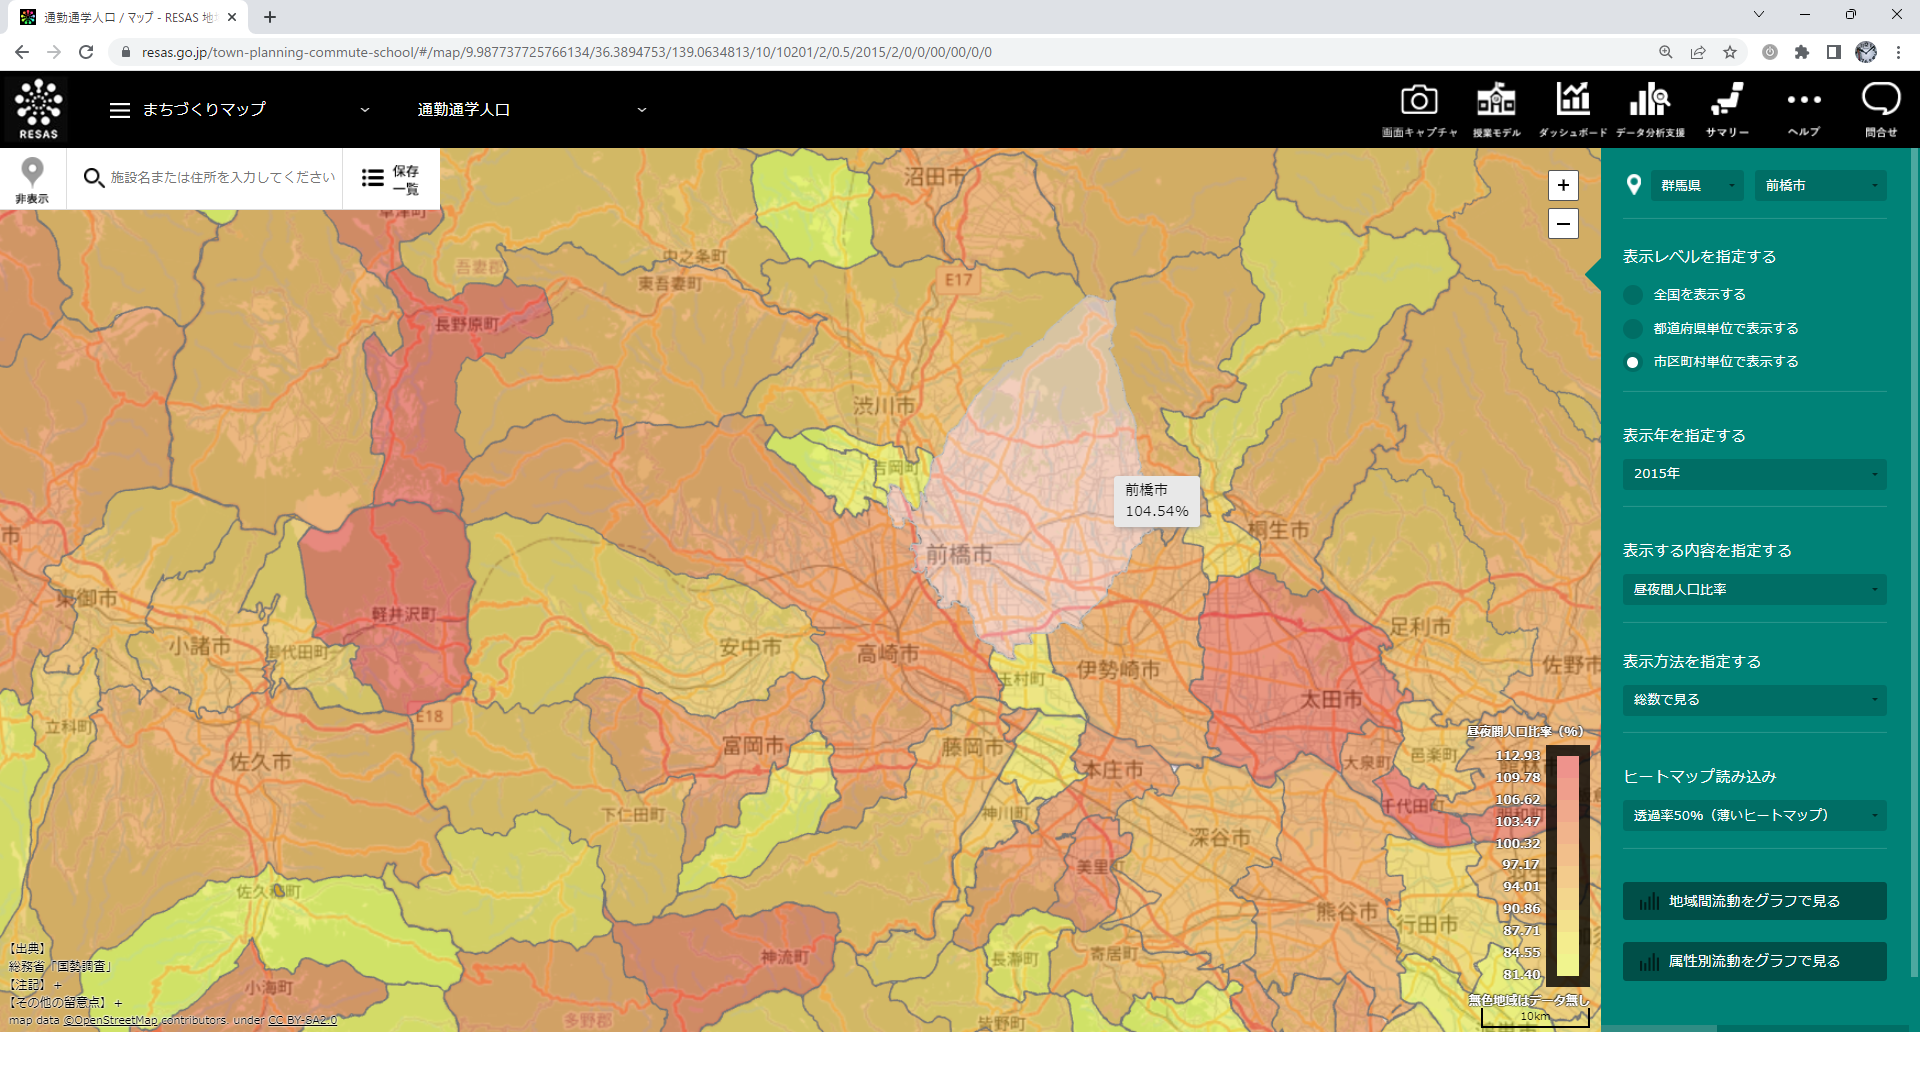 通勤通学人口 / マップ - RESAS 地
resas.go.jp/town-planning-commute-school/#/map/9.987737725766134/36.3894753/139.0634813/10/10201/2/0.5/2015/2/0/0/00/00/0/0
RESAS
まちづくりマップ
通勤通学人口
画面キャプチャ
授業モデル
ダッシュボード
データ分析支援
サマリー
ヘルプ
問合せ
非表示
施設名または住所を入力してください
保存
一覧
+
−
群馬県
前橋市
表示レベルを指定する
全国を表示する
都道府県単位で表示する
市区町村単位で表示する
表示年を指定する
2015年
表示する内容を指定する
昼夜間人口比率
表示方法を指定する
総数で見る
ヒートマップ読み込み
透過率50%（薄いヒートマップ）
地域間流動をグラフで見る
属性別流動をグラフで見る
沼田市
草津町
中之条町
吾妻郡
東吾妻町
E17
長野原町
渋川市
吉岡町
前橋市
104.54%
桐生市
前橋市
東御市
軽井沢町
小諸市
御代田町
安中市
高崎市
足利市
佐野市
伊勢崎市
玉村町
太田市
E18
立科町
佐久市
富岡市
藤岡市
本庄市
大泉町
邑楽町
千代田町
下仁田町
神川町
深谷市
美里町
佐久穂町
熊谷市
行田市
神流町
長瀞町
寄居町
小海町
多野郡
皆野町
昼夜間人口比率（%）
112.93
109.78
106.62
103.47
100.32
97.17
94.01
90.86
87.71
84.55
81.40
無色地域はデータ無し
10km
【出典】
総務省「国勢調査」
【注記】 +
【その他の留意点】 +
map data ©OpenStreetMap contributors. under CC BY-SA2.0